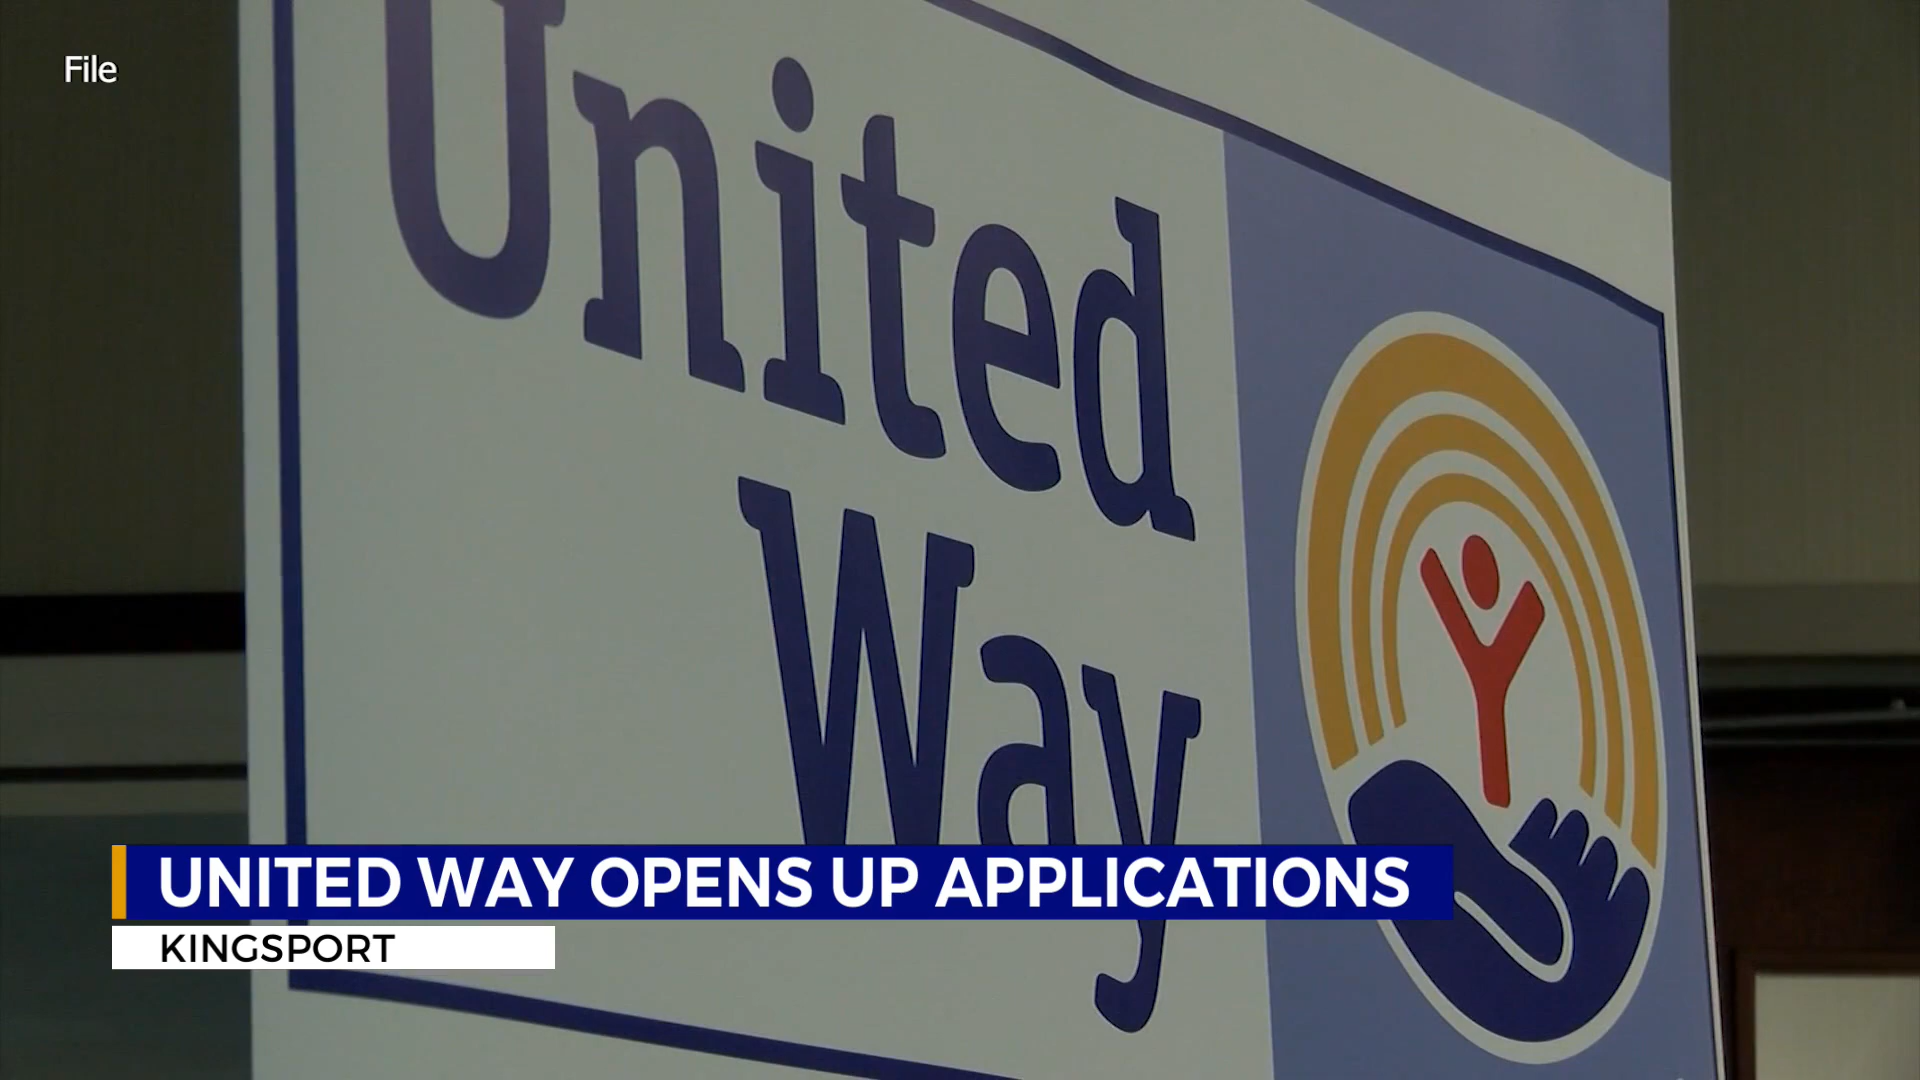 File
United
Way
UNITED WAY OPENS UP APPLICATIONS
KINGSPORT